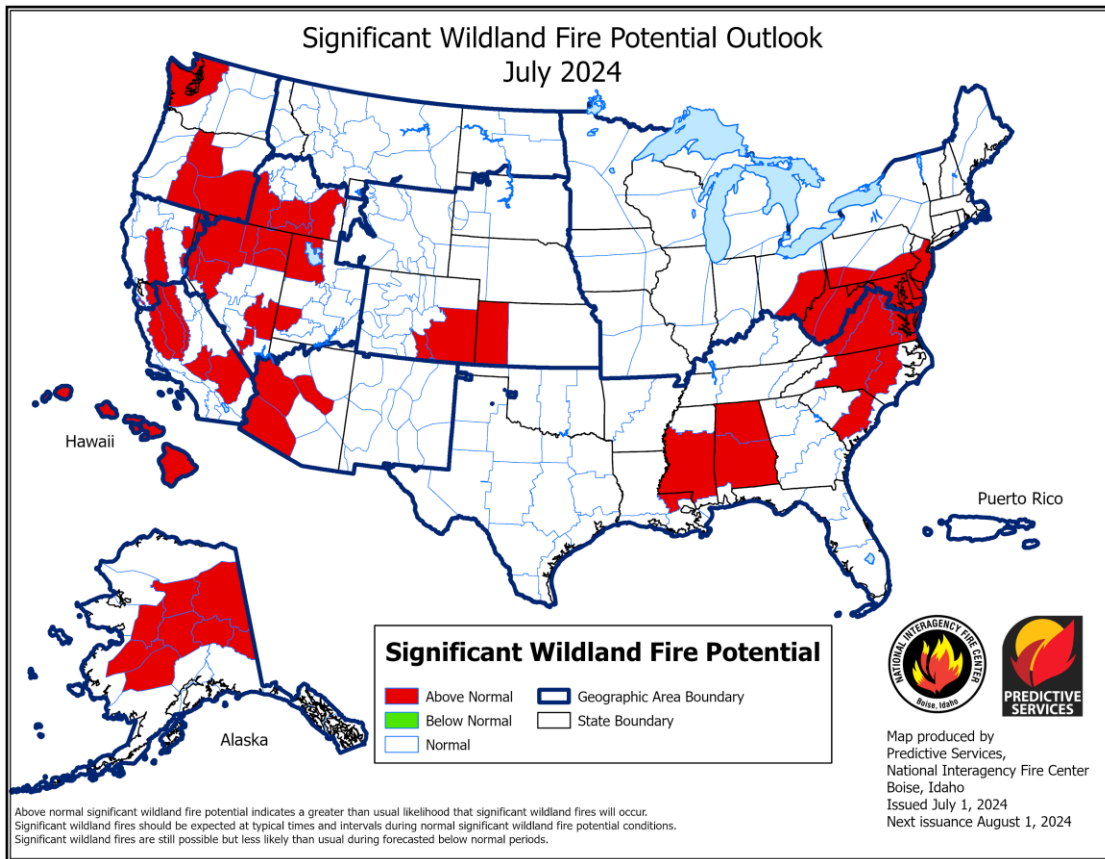 Significant Wildland Fire Potential Outlook
July 2024
Hawaii
Puerto Rico
Alaska
Significant Wildland Fire Potential
Above Normal
Below Normal
Normal
Geographic Area Boundary
State Boundary
NATIONAL INTERAGENCY FIRE CENTER
Boise, Idaho
PREDICTIVE
SERVICES
Map produced by
Predictive Services,
National Interagency Fire Center
Boise, Idaho
Issued July 1, 2024
Next issuance August 1, 2024
Above normal significant wildland fire potential indicates a greater than usual likelihood that significant wildland fires will occur.
Significant wildland fires should be expected at typical times and intervals during normal significant wildland fire potential conditions.
Significant wildland fires are still possible but less likely than usual during forecasted below normal periods.